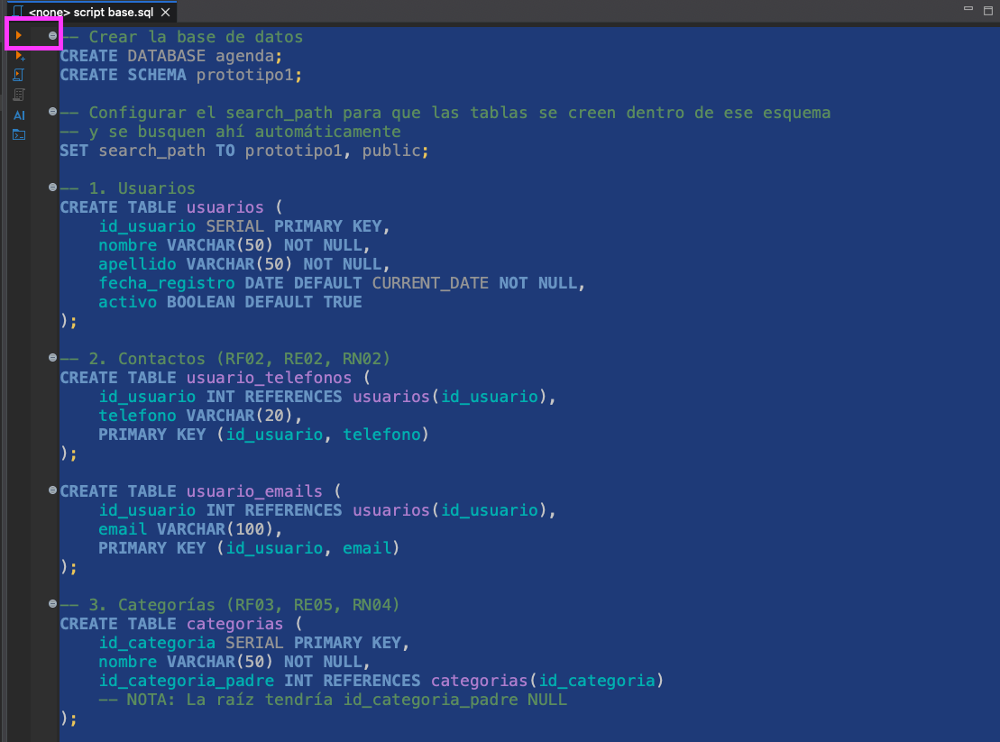 <none> script base.sql
-- Crear la base de datos
CREATE DATABASE agenda;
CREATE SCHEMA prototipo1;
-- Configurar el search_path para que las tablas se creen dentro de ese esquema
-- y se busquen ahí automáticamente
SET search_path TO prototipo1, public;
-- 1. Usuarios
CREATE TABLE usuarios (
    id_usuario SERIAL PRIMARY KEY,
    nombre VARCHAR(50) NOT NULL,
    apellido VARCHAR(50) NOT NULL,
    fecha_registro DATE DEFAULT CURRENT_DATE NOT NULL,
    activo BOOLEAN DEFAULT TRUE
);
-- 2. Contactos (RF02, RE02, RN02)
CREATE TABLE usuario_telefonos (
    id_usuario INT REFERENCES usuarios(id_usuario),
    telefono VARCHAR(20),
    PRIMARY KEY (id_usuario, telefono)
);
CREATE TABLE usuario_emails (
    id_usuario INT REFERENCES usuarios(id_usuario),
    email VARCHAR(100),
    PRIMARY KEY (id_usuario, email)
);
-- 3. Categorías (RF03, RE05, RN04)
CREATE TABLE categorias (
    id_categoria SERIAL PRIMARY KEY,
    nombre VARCHAR(50) NOT NULL,
    id_categoria_padre INT REFERENCES categorias(id_categoria)
    -- NOTA: La raíz tendría id_categoria_padre NULL
);
AI